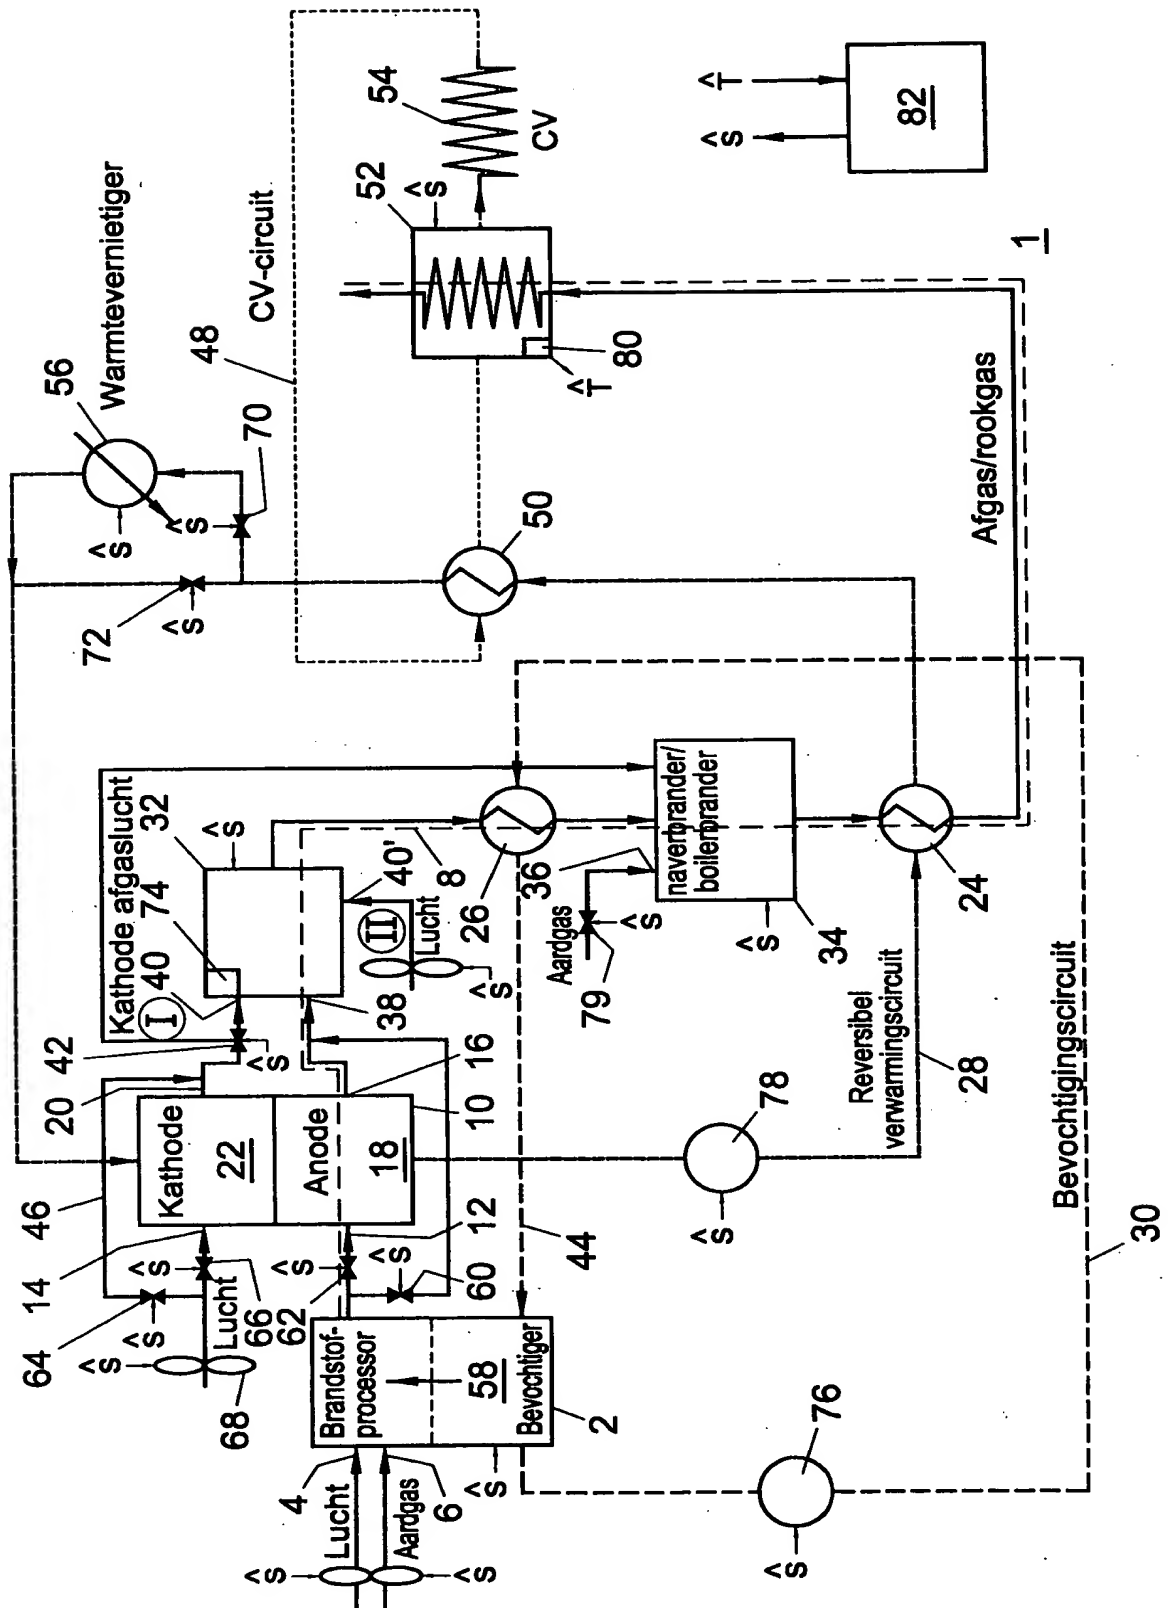 Lucht
Aardgas
4
6
ŝ
ŝ
68
ŝ
64
ŝ
14
46
20
42
I
40
74
32
Kathode afgaslucht
ŝ
72
ŝ
56
Warmtevernietiger
ŝ
ŝ
70
48
CV-circuit
Lucht
66
ŝ
Kathode
22
Anode
18
ŝ
62
ŝ
60
12
10
16
38
ŝ
II
Lucht
40'
8
26
50
52
ŝ
54
CV
T̂
80
Brandstof-
processor
58
Bevochtiger
2
ŝ
44
Aardgas
79
ŝ
36
naverbrander/
boilerbrander
ŝ
34
ŝ
78
ŝ
T̂
82
76
ŝ
Reversibel
verwarmingscircuit
28
24
Afgas/rookgas
1
Bevochtigingscircuit
30